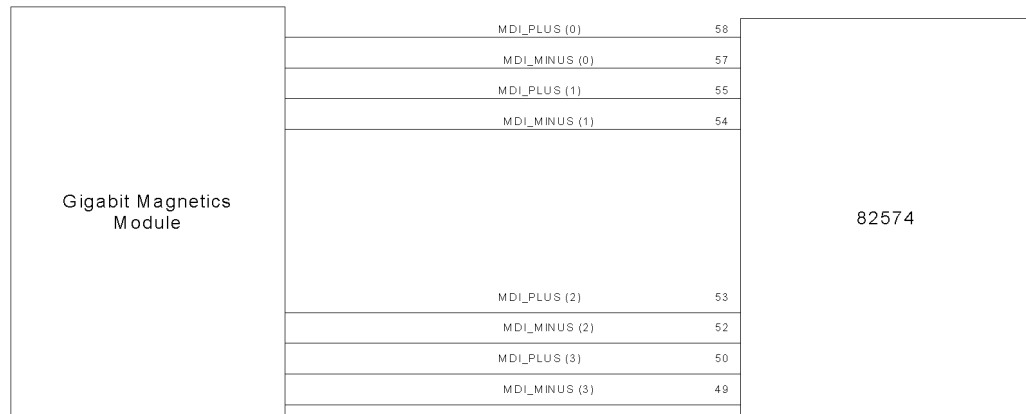 MDI_PLUS (0) 58
MDI_MINUS (0) 57
MDI_PLUS (1) 55
MDI_MINUS (1) 54
Gigabit Magnetics
Module
82574
MDI_PLUS (2) 53
MDI_MINUS (2) 52
MDI_PLUS (3) 50
MDI_MINUS (3) 49